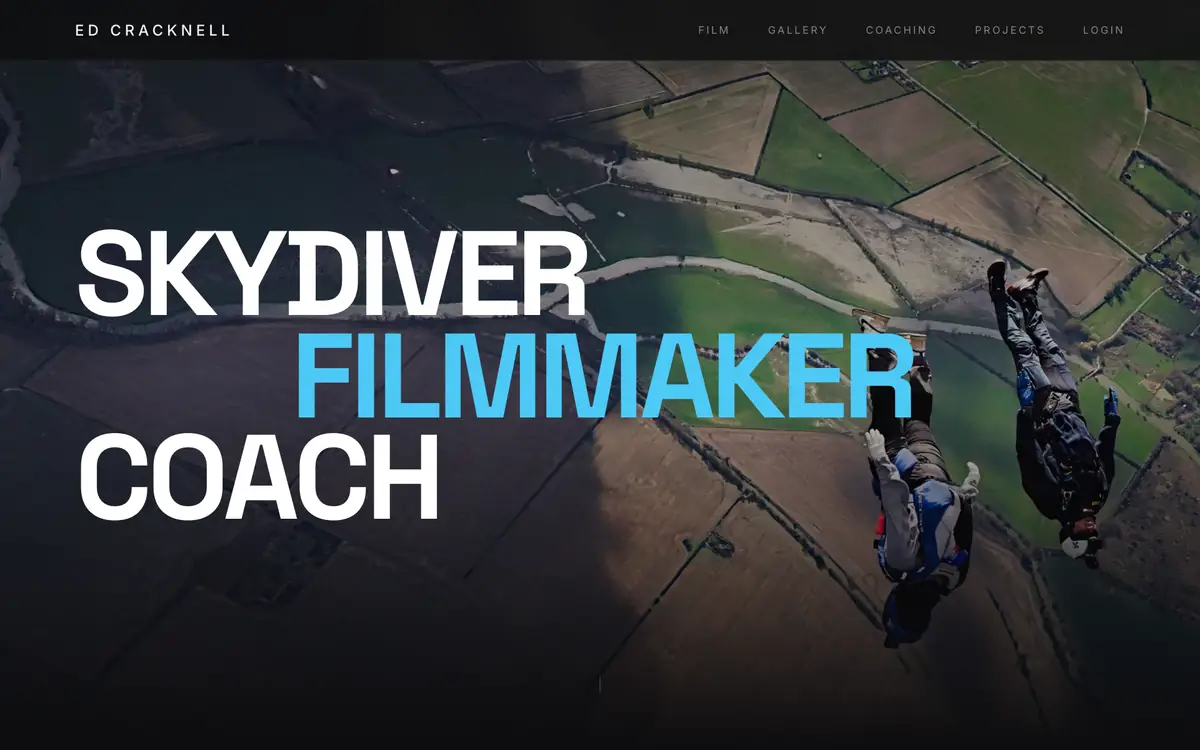 ED CRACKNELL
FILM GALLERY COACHING PROJECTS LOGIN
SKYDIVER
FILMMAKER
COACH